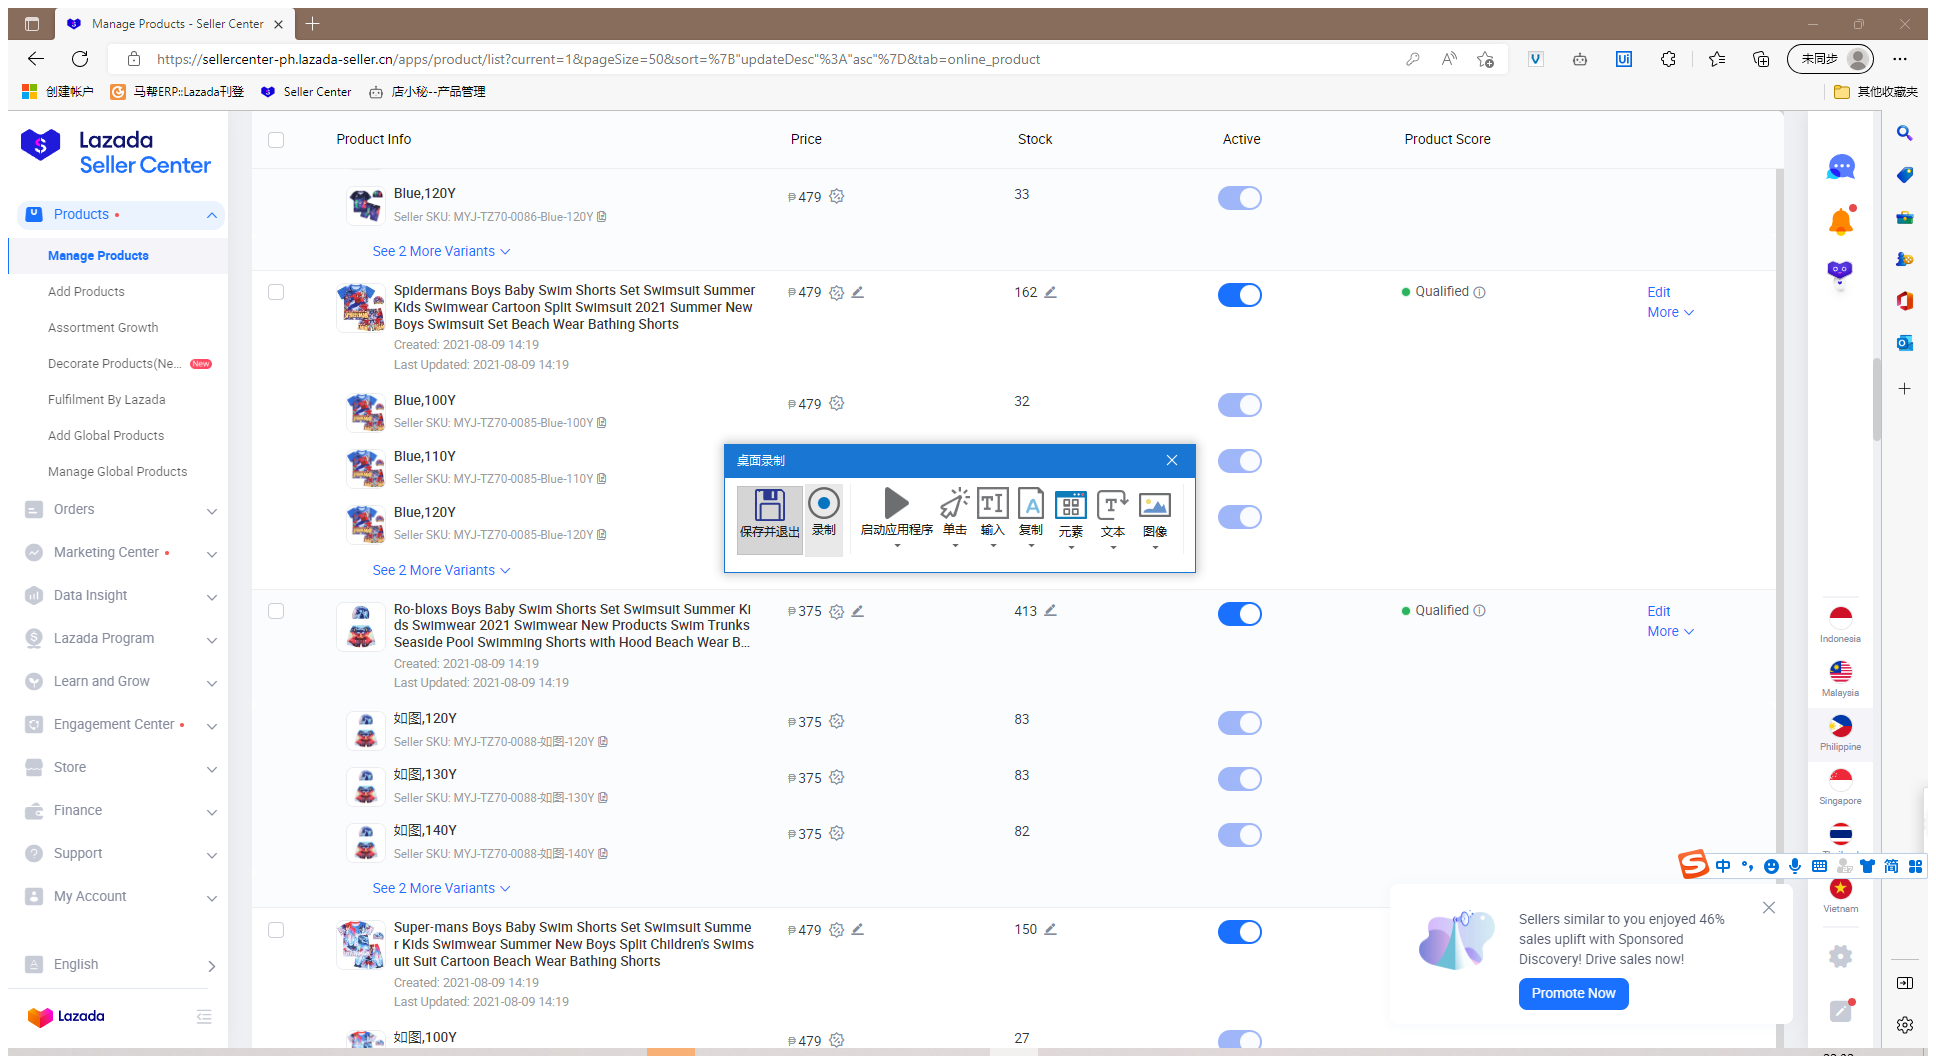 Manage Products - Seller Center
https://sellercenter-ph.lazada-seller.cn/apps/product/list?current=1&pageSize=50&sort=%7B"updateDesc"%3A"asc"%7D&tab=online_product
未同步
创建帐户
马帮ERP::Lazada刊登
Seller Center
店小秘--产品管理
其他收藏夹
Lazada
Seller Center
Products
Manage Products
Add Products
Assortment Growth
Decorate Products(Ne...
New
Fulfilment By Lazada
Add Global Products
Manage Global Products
Orders
Marketing Center
Data Insight
Lazada Program
Learn and Grow
Engagement Center
Store
Finance
Support
My Account
English
Lazada
Product Info
Price
Stock
Active
Product Score
Blue,120Y
Seller SKU: MYJ-TZ70-0086-Blue-120Y
₱ 479
33
See 2 More Variants
Spidermans Boys Baby Swim Shorts Set Swimsuit Summer
Kids Swimwear Cartoon Split Swimsuit 2021 Summer New
Boys Swimsuit Set Beach Wear Bathing Shorts
Created: 2021-08-09 14:19
Last Updated: 2021-08-09 14:19
₱ 479
162
Qualified
Edit
More
Blue,100Y
Seller SKU: MYJ-TZ70-0085-Blue-100Y
₱ 479
32
Blue,110Y
Seller SKU: MYJ-TZ70-0085-Blue-110Y
Blue,120Y
Seller SKU: MYJ-TZ70-0085-Blue-120Y
See 2 More Variants
桌面录制
保存并退出
录制
启动应用程序
单击
输入
复制
元素
文本
图像
Ro-bloxs Boys Baby Swim Shorts Set Swimsuit Summer Ki
ds Swimwear 2021 Swimwear New Products Swim Trunks
Seaside Pool Swimming Shorts with Hood Beach Wear B...
Created: 2021-08-09 14:19
Last Updated: 2021-08-09 14:19
₱ 375
413
Qualified
Edit
More
如图,120Y
Seller SKU: MYJ-TZ70-0088-如图-120Y
₱ 375
83
如图,130Y
Seller SKU: MYJ-TZ70-0088-如图-130Y
₱ 375
83
如图,140Y
Seller SKU: MYJ-TZ70-0088-如图-140Y
₱ 375
82
See 2 More Variants
Super-mans Boys Baby Swim Shorts Set Swimsuit Summe
r Kids Swimwear Summer New Boys Split Children's Swims
uit Suit Cartoon Beach Wear Bathing Shorts
Created: 2021-08-09 14:19
Last Updated: 2021-08-09 14:19
₱ 479
150
如图,100Y
₱ 479
27
Indonesia
Malaysia
Philippine
Singapore
Vietnam
中
简
Sellers similar to you enjoyed 46%
sales uplift with Sponsored
Discovery! Drive sales now!
Promote Now